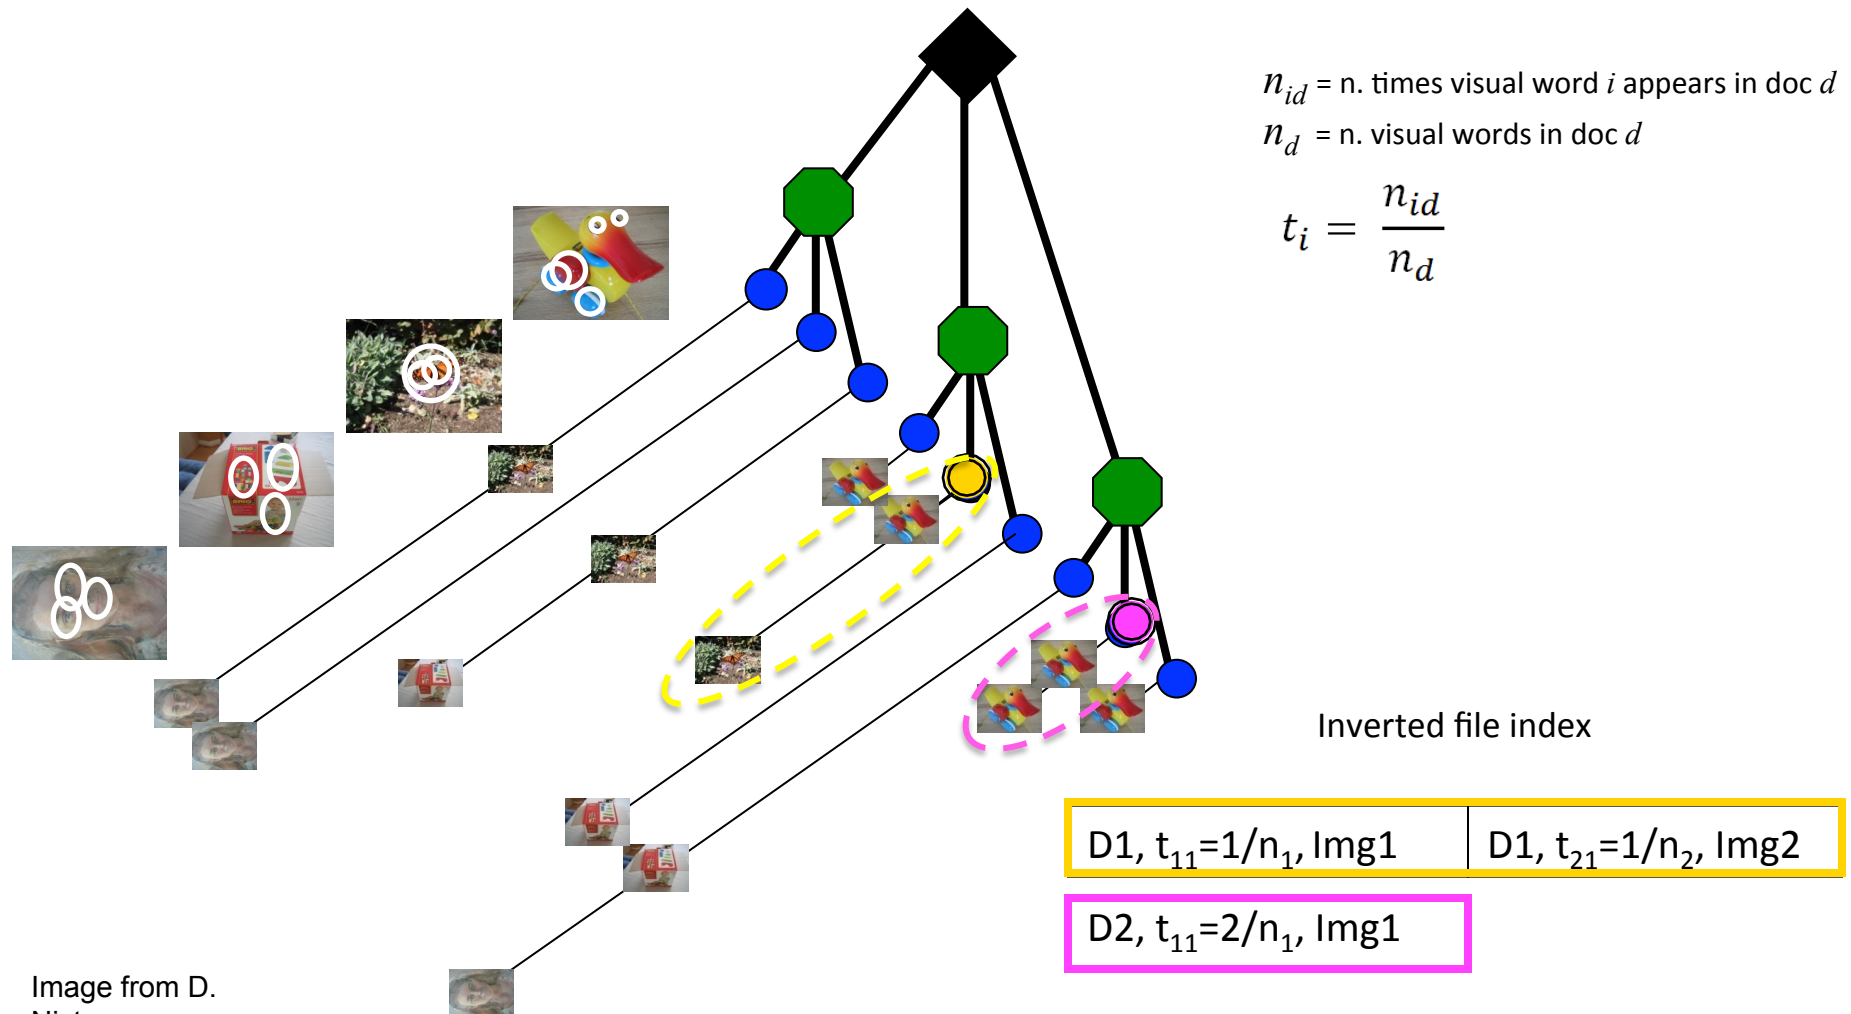 n_id = n. times visual word i appears in doc d
n_d = n. visual words in doc d
t_i = n_id / n_d
Inverted file index
D1, t_11=1/n_1, Img1 D1, t_21=1/n_2, Img2
D2, t_11=2/n_1, Img1
Image from D.